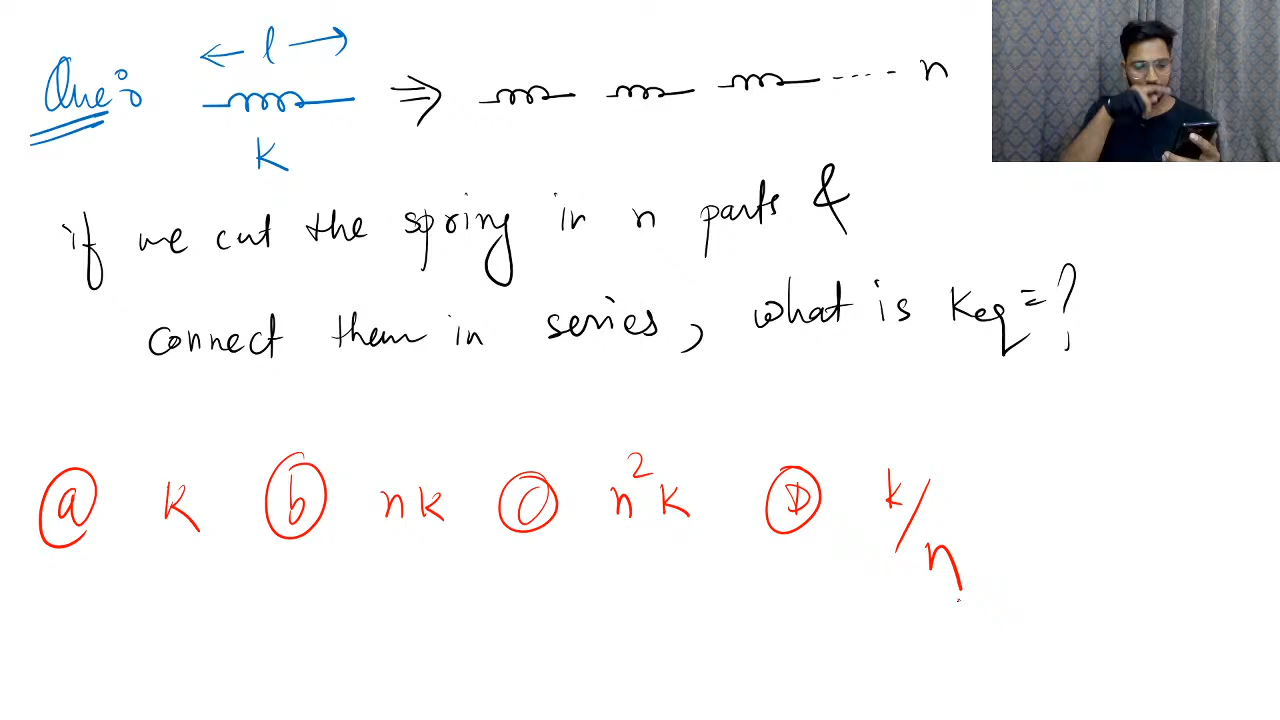 Que: l ⇒ ---- n
k
if we cut the spring in n parts &
connect them in series, what is Keq = ?
(a) k (b) nk (c) n²k (D) k/n